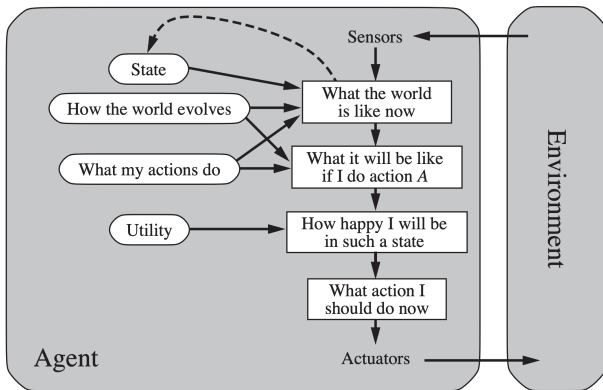 Sensors
State
What the world
is like now
How the world evolves
What my actions do
What it will be like
if I do action A
Utility
How happy I will be
in such a state
What action I
should do now
Agent
Actuators
Environment